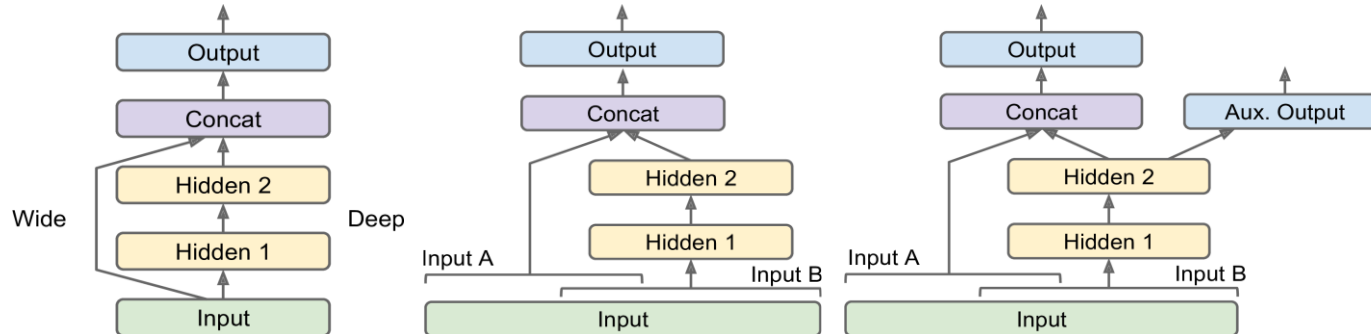 Output
Concat
Hidden 2
Wide
Deep
Hidden 1
Input
Output
Concat
Hidden 2
Hidden 1
Input A
Input B
Input
Output
Concat
Aux. Output
Hidden 2
Hidden 1
Input A
Input B
Input